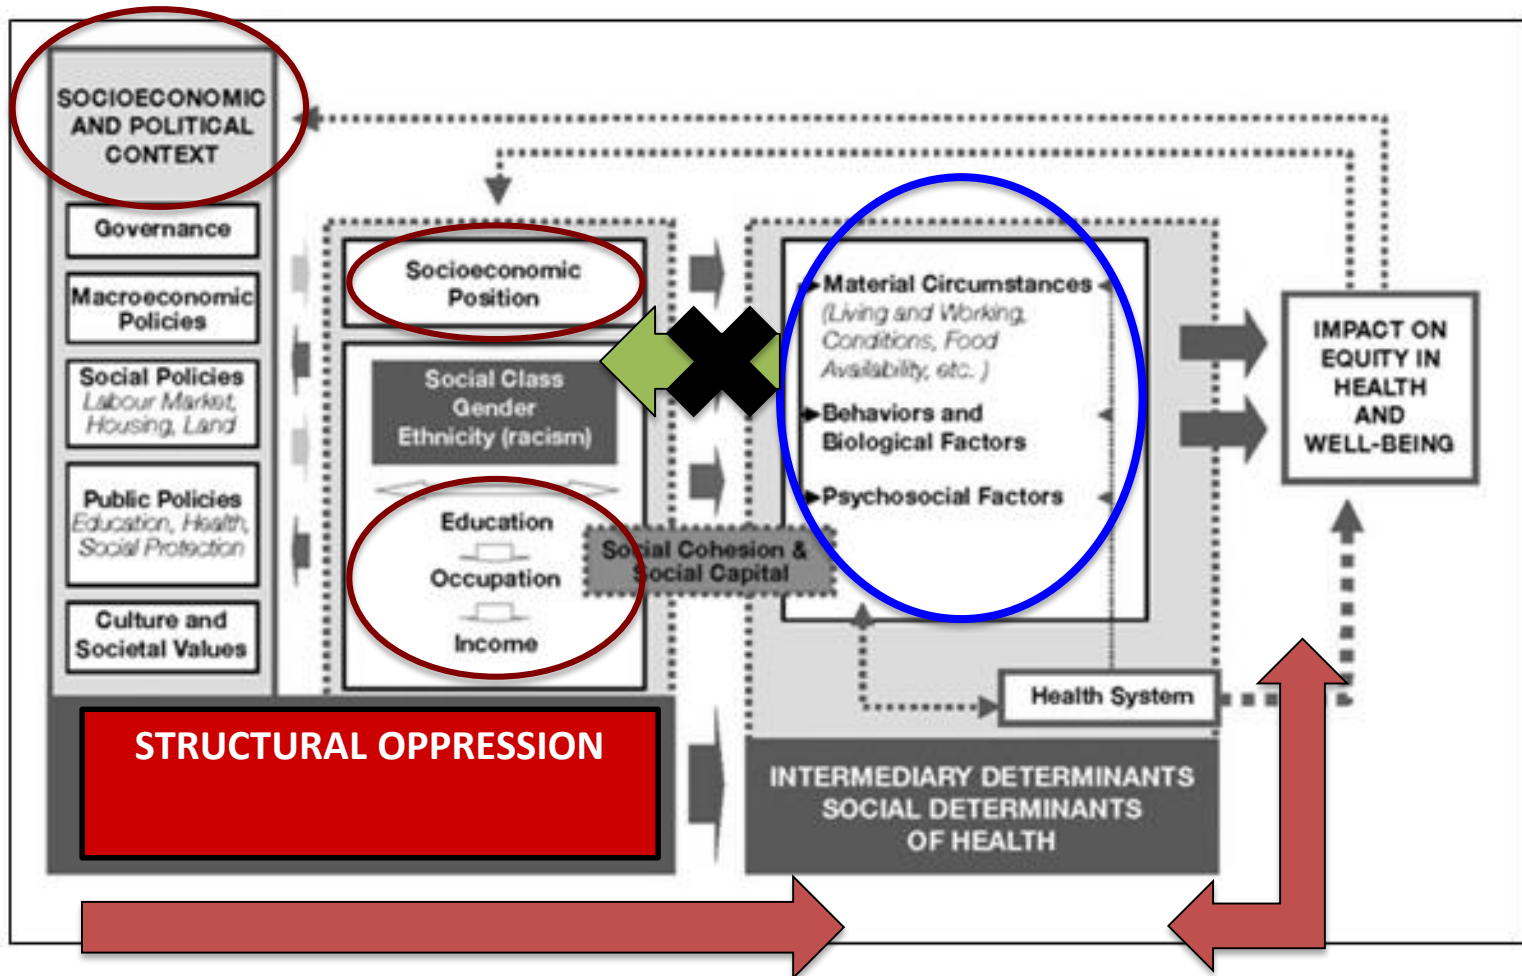 SOCIOECONOMIC
AND POLITICAL
CONTEXT
Governance
Macroeconomic
Policies
Social Policies
Labour Market,
Housing, Land
Public Policies
Education, Health,
Social Protection
Culture and
Societal Values
Socioeconomic
Position
Social Class
Gender
Ethnicity (racism)
Education
Occupation
Income
Social Cohesion &
Social Capital
Material Circumstances
(Living and Working,
Conditions, Food
Availability, etc. )
Behaviors and
Biological Factors
Psychosocial Factors
Health System
IMPACT ON
EQUITY IN
HEALTH
AND
WELL-BEING
STRUCTURAL OPPRESSION
INTERMEDIARY DETERMINANTS
SOCIAL DETERMINANTS
OF HEALTH